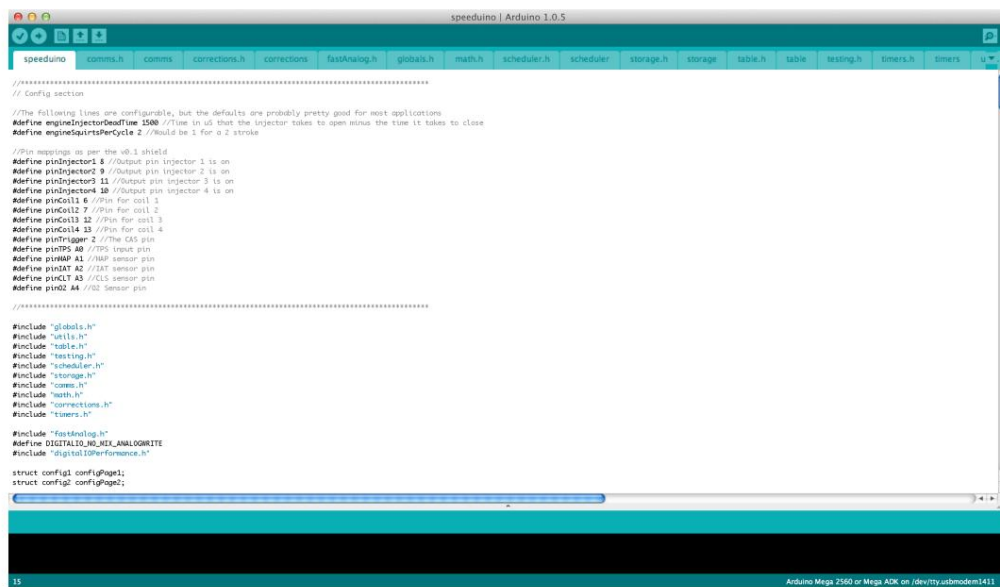 speeduino | Arduino 1.0.5
speeduino comms.h comms corrections.h corrections fastAnalog.h globals.h math.h scheduler.h scheduler storage.h storage table.h table testing.h timers.h timers u
//**************************************************************************************************
// Config section
//The following lines are configurable, but the defaults are probably pretty good for most applications
#define engineInjectorDeadTime 1500 //Time in uS that the injector takes to open minus the time it takes to close
#define engineSquirtsPerCycle 2 //Would be 1 for a 2 stroke
//Pin mappings as per the v0.1 shield
#define pinInjector1 8 //Output pin injector 1 is on
#define pinInjector2 9 //Output pin injector 2 is on
#define pinInjector3 11 //Output pin injector 3 is on
#define pinInjector4 10 //Output pin injector 4 is on
#define pinCoil1 6 //Pin for coil 1
#define pinCoil2 7 //Pin for coil 2
#define pinCoil3 12 //Pin for coil 3
#define pinCoil4 13 //Pin for coil 4
#define pinTrigger 2 //The CAS pin
#define pinTPS A0 //TPS input pin
#define pinMAP A1 //MAP sensor pin
#define pinIAT A2 //IAT sensor pin
#define pinCLT A3 //CLS sensor pin
#define pinO2 A4 //O2 Sensor pin
//**************************************************************************************************
#include "globals.h"
#include "utils.h"
#include "table.h"
#include "testing.h"
#include "scheduler.h"
#include "storage.h"
#include "comms.h"
#include "math.h"
#include "corrections.h"
#include "timers.h"
#include "fastAnalog.h"
#define DIGITALIO_NO_MIX_ANALOGWRITE
#include "digitalIOPerformance.h"
struct config1 configPage1;
struct config2 configPage2;
15 Arduino Mega 2560 or Mega ADK on /dev/tty.usbmodem1411